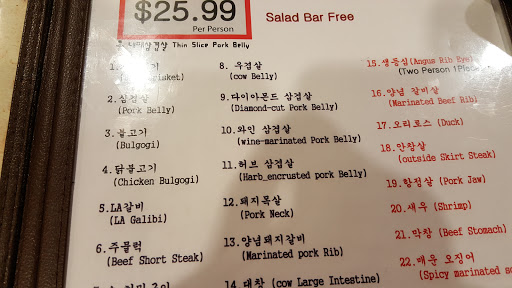 $25.99
Per Person
Salad Bar Free
Thin Slice Pork Belly
1.
2.삼겹살
(Pork Belly)
3.불고기
(Bulgogi)
4.닭불고기
(Chicken Bulgogi)
5.LA갈비
(LA Galibi)
6.주물럭
(Beef Short Steak)
8. 우겹살
(cow Belly)
9.다이아몬드 삼겹살
(Diamond-cut Pork Belly)
10.와인 삼겹살
(wine-marinated Pork Belly)
11.허브 삼겹살
(Harb_encrusted pork Belly)
12.돼지목살
(Pork Neck)
13.양념돼지갈비
(Marinated pork Rib)
14.대창 (cow Large Intestine)
15.생등심(Angus Rib Eye)
(Two Person 1Place
16.양념 갈비살
(Marinated Beef Rib)
17.오리로스 (Duck)
18.안창살
(outside Skirt Steak)
19.항정살 (Pork Jaw)
20.새우 (Shrimp)
21.막창 (Beef Stomach)
22.매운 오징어
(Spicy marinated